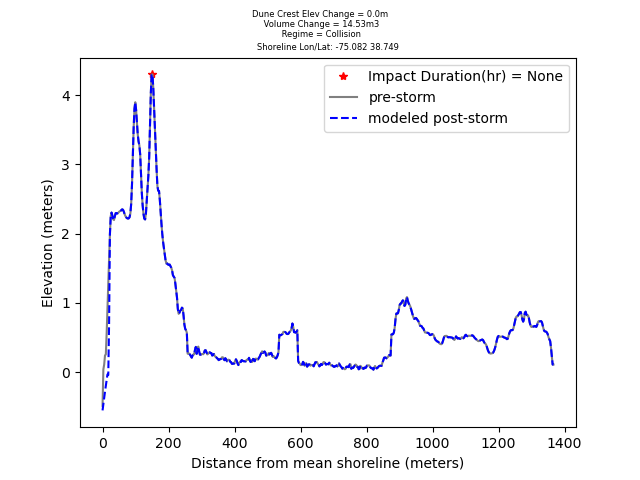 Dune Crest Elev Change = 0.0m
Volume Change = 14.53m3
Regime = Collision
Shoreline Lon/Lat: -75.082 38.749
Impact Duration(hr) = None
pre-storm
modeled post-storm
Elevation (meters)
4
3
2
1
0
0 200 400 600 800 1000 1200 1400
Distance from mean shoreline (meters)